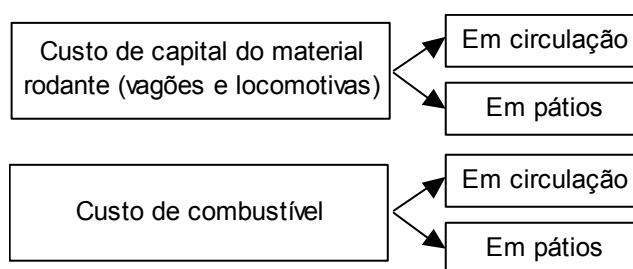 Custo de capital do material
rodante (vagões e locomotivas)
Em circulação
Em pátios
Custo de combustível
Em circulação
Em pátios